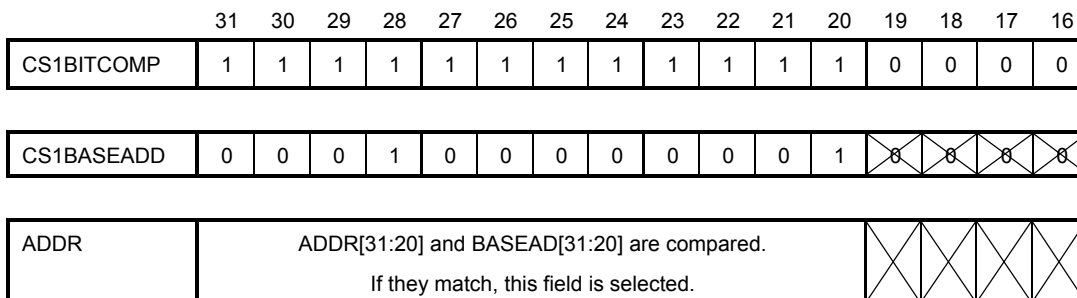 31 30 29 28 27 26 25 24 23 22 21 20 19 18 17 16
CS1BITCOMP 1 1 1 1 1 1 1 1 1 1 1 1 0 0 0 0
CS1BASEADD 0 0 0 1 0 0 0 0 0 0 0 1 0 0 0 0
ADDR ADDR[31:20] and BASEAD[31:20] are compared.
If they match, this field is selected.